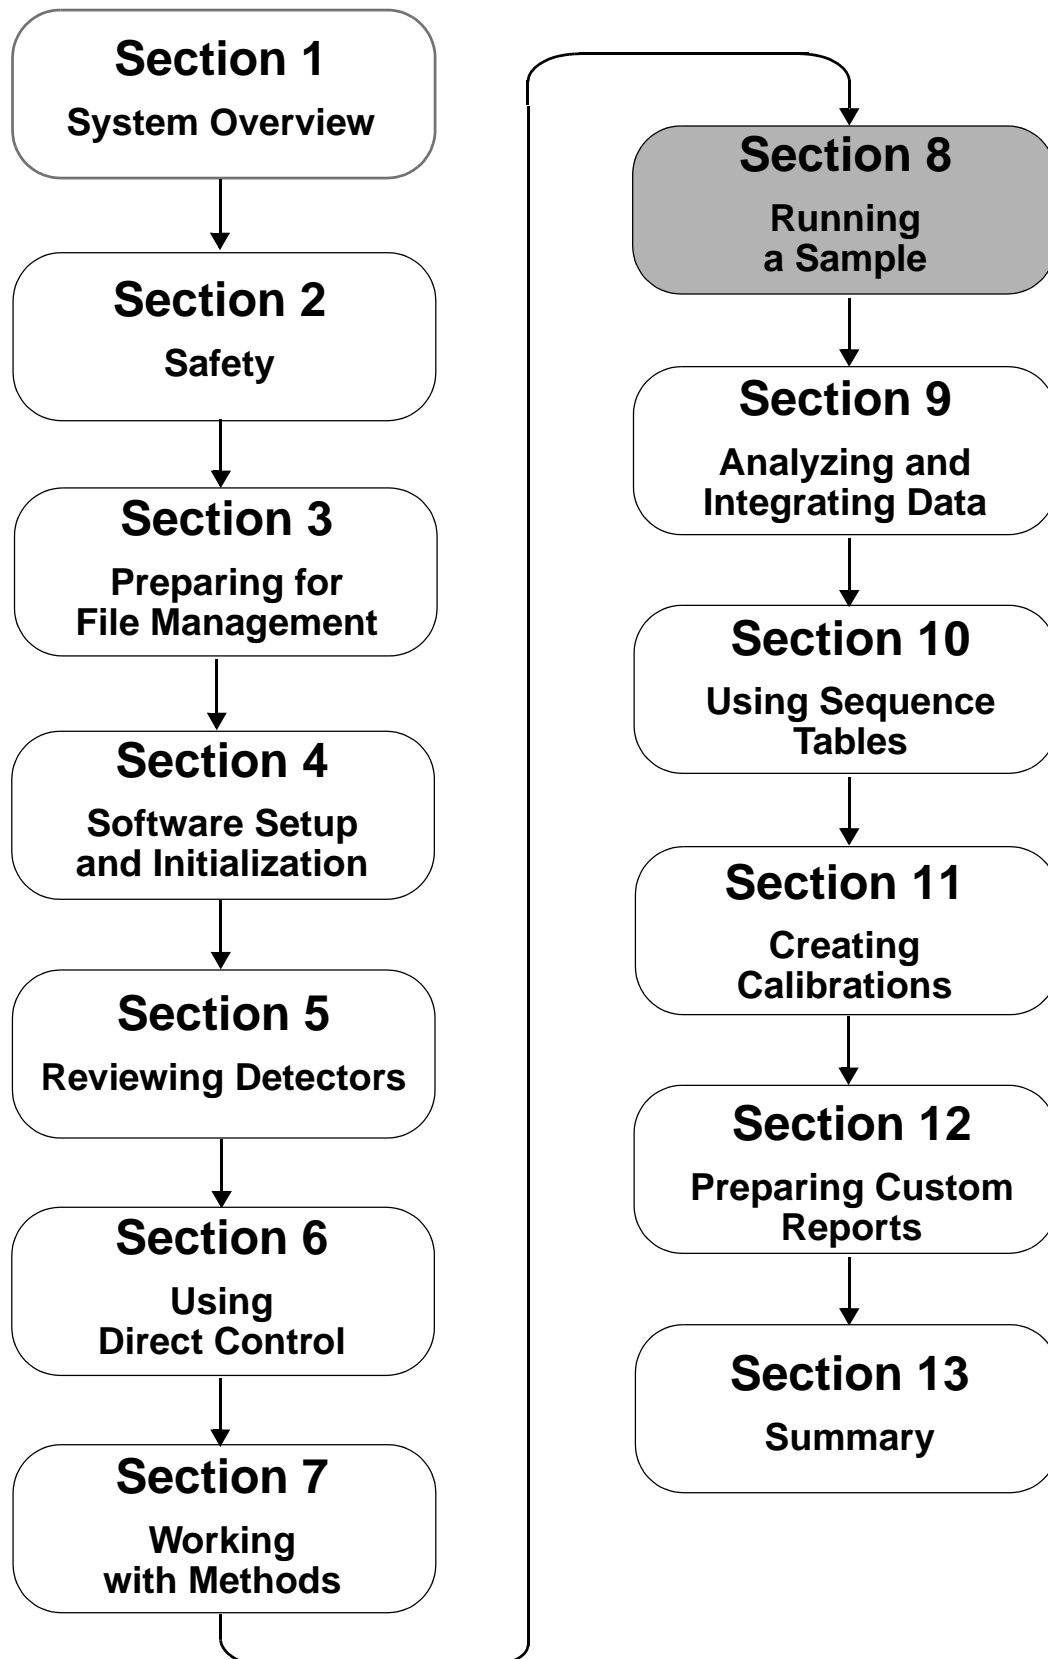 Section 1
System Overview
Section 2
Safety
Section 3
Preparing for
File Management
Section 4
Software Setup
and Initialization
Section 5
Reviewing Detectors
Section 6
Using
Direct Control
Section 7
Working
with Methods
Section 8
Running
a Sample
Section 9
Analyzing and
Integrating Data
Section 10
Using Sequence
Tables
Section 11
Creating
Calibrations
Section 12
Preparing Custom
Reports
Section 13
Summary